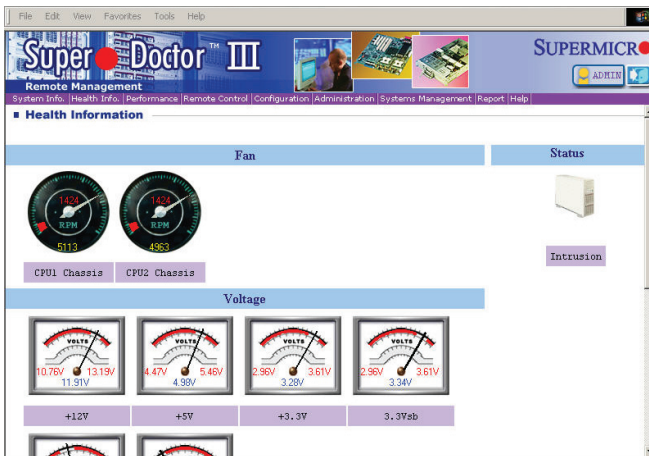 File Edit View Favorites Tools Help
Super Doctor™ III
SUPERMICR
ADMIN
Remote Management
System Info. |Health Info. |Performance |Remote Control |Configuration |Administration |Systems Management |Report |Help|
Health Information
Fan
Status
1424 1424
RPM RPM
5113 4963
CPU1 Chassis CPU2 Chassis
Intrusion
Voltage
VOLTS VOLTS VOLTS VOLTS
10.76V 13.19V 4.47V 5.46V 2.96V 3.61V 2.96V 3.61V
11.91V 4.98V 3.28V 3.34V
+12V +5V +3.3V 3.3Vsb